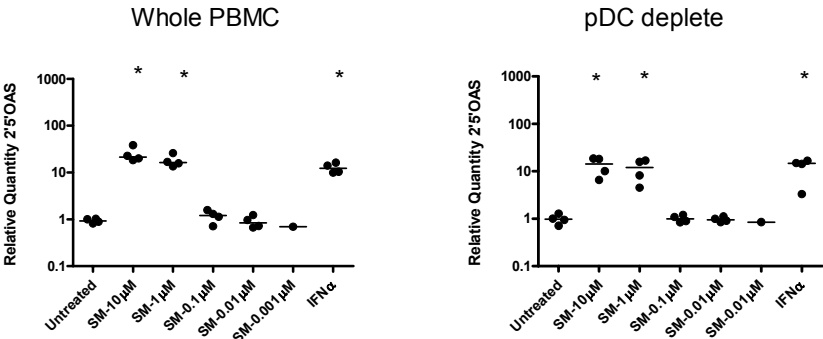 Whole PBMC
Relative Quantity 2'5'OAS
1000
100
10
1
0.1
* * *
Untreated
SM-10µM
SM-1µM
SM-0.1µM
SM-0.01µM
SM-0.001µM
IFNα
pDC deplete
Relative Quantity 2'5'OAS
1000
100
10
1
0.1
* * *
Untreated
SM-10µM
SM-1µM
SM-0.1µM
SM-0.01µM
SM-0.01µM
IFNα